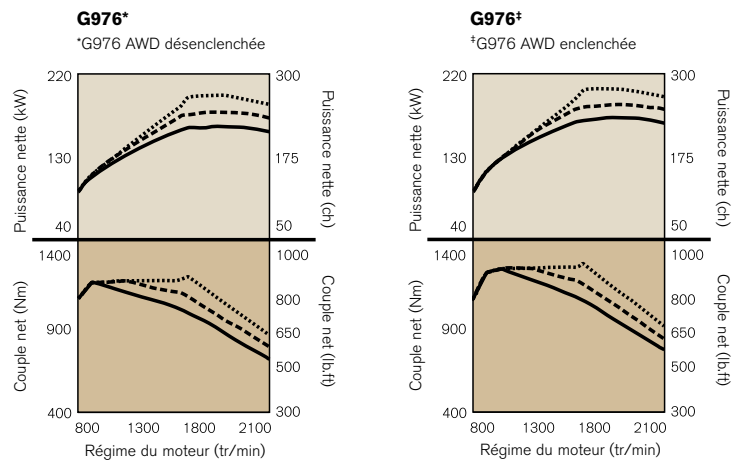 G976*
*G976 AWD désenclenchée
Puissance nette (kW)
220
130
40
300
175
50
Puissance nette (ch)
Couple net (Nm)
1400
900
400
1000
800
650
500
300
Couple net (lb.ft)
800 1300 1800 2100
Régime du moteur (tr/min)
G976‡
‡G976 AWD enclenchée
Puissance nette (kW)
220
130
40
300
175
50
Puissance nette (ch)
Couple net (Nm)
1400
900
400
1000
800
650
500
300
Couple net (lb.ft)
800 1300 1800 2100
Régime du moteur (tr/min)